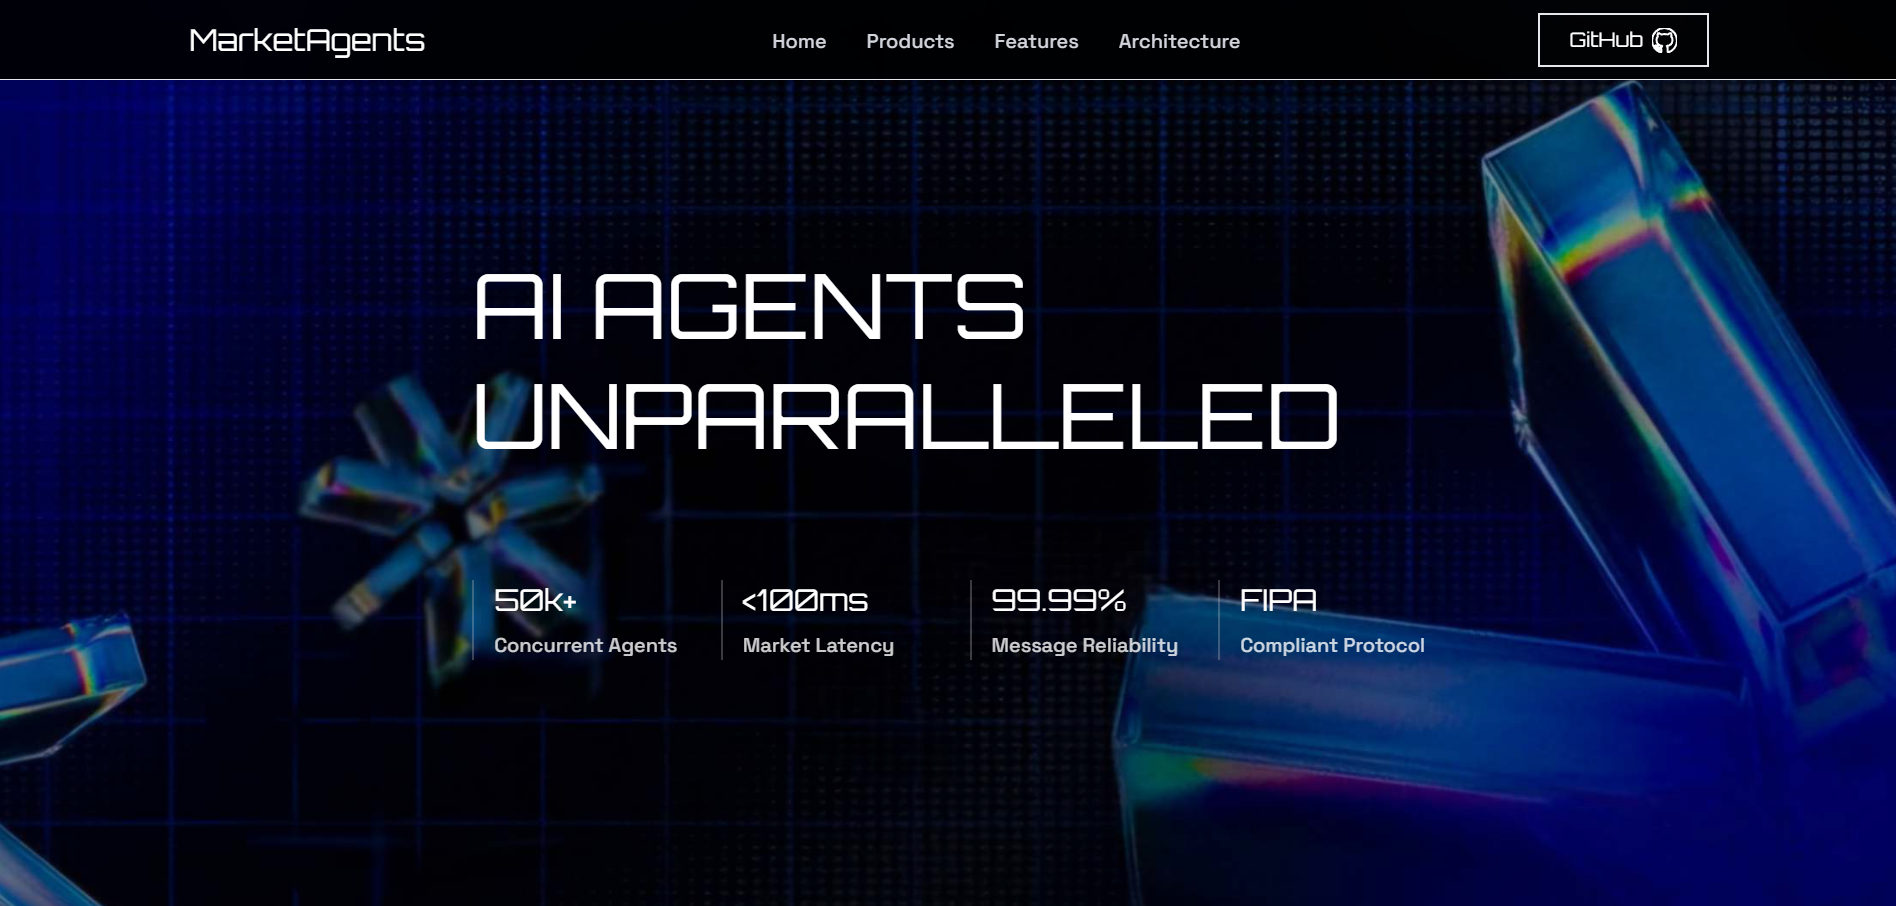 MarketAgents
Home Products Features Architecture
GitHub
AI AGENTS
UNPARALLELED
50k+
Concurrent Agents
<100ms
Market Latency
99.99%
Message Reliability
FIPA
Compliant Protocol